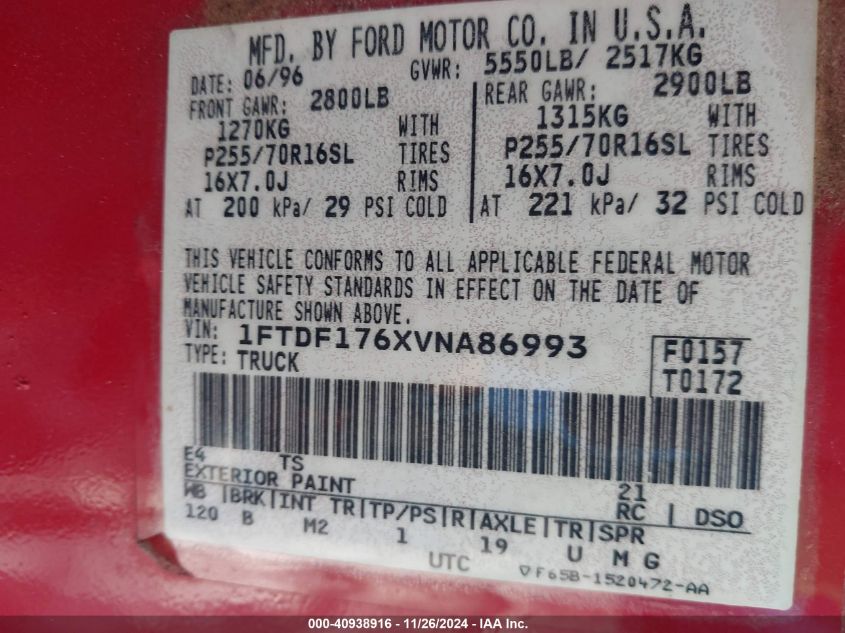 MFD. BY FORD MOTOR CO. IN U.S.A.
DATE: 06/96 GVWR: 5550LB/ 2517KG
FRONT GAWR: 2800LB REAR GAWR: 2900LB
1270KG WITH 1315KG WITH
P255/70R16SL TIRES P255/70R16SL TIRES
16X7.0J RIMS 16X7.0J RIMS
AT 200 kPa/ 29 PSI COLD AT 221 kPa/ 32 PSI COLD
THIS VEHICLE CONFORMS TO ALL APPLICABLE FEDERAL MOTOR
VEHICLE SAFETY STANDARDS IN EFFECT ON THE DATE OF
MANUFACTURE SHOWN ABOVE.
VIN: 1FTDF176XVNA86993 F0157
TYPE: TRUCK T0172
E4 TS
EXTERIOR PAINT 21
WB |BRK|INT TR|TP/PS|R|AXLE|TR|SPR RC | DSO
120 B M2 1 19 U M G
UTC ▽F65B-1520472-AA
000-40938916 - 11/26/2024 - IAA Inc.